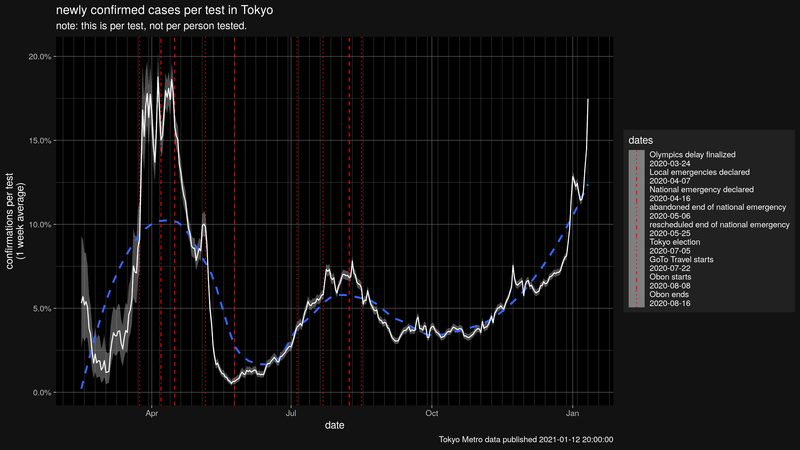 newly confirmed cases per test in Tokyo
note: this is per test, not per person tested.
20.0%
15.0%
10.0%
5.0%
0.0%
confirmations per test
(1 week average)
Apr
Jul
Oct
Jan
date
dates
Olympics delay finalized
2020-03-24
Local emergencies declared
2020-04-07
National emergency declared
2020-04-16
abandoned end of national emergency
2020-05-06
rescheduled end of national emergency
2020-05-25
Tokyo election
2020-07-05
GoTo Travel starts
2020-07-22
Obon starts
2020-08-08
Obon ends
2020-08-16
Tokyo Metro data published 2021-01-12 20:00:00